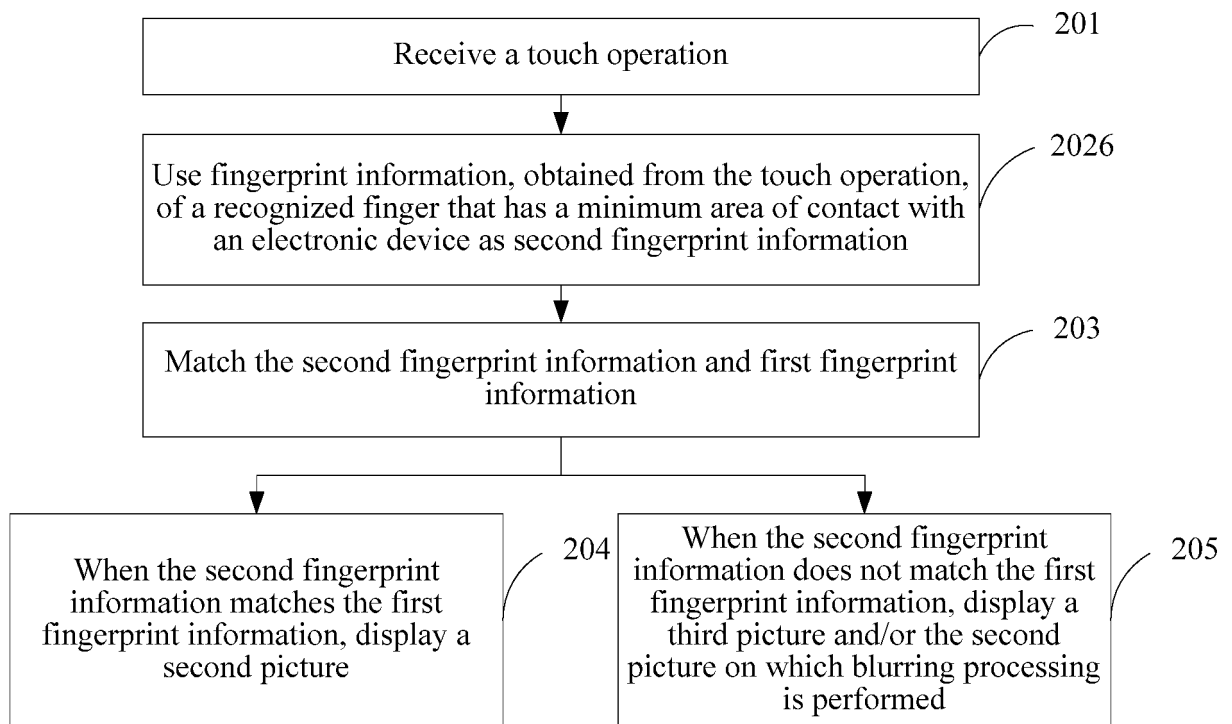 201
Receive a touch operation
2026
Use fingerprint information, obtained from the touch operation,
of a recognized finger that has a minimum area of contact with
an electronic device as second fingerprint information
203
Match the second fingerprint information and first fingerprint
information
204
When the second fingerprint
information matches the first
fingerprint information, display a
second picture
205
When the second fingerprint
information does not match the first
fingerprint information, display a
third picture and/or the second
picture on which blurring processing
is performed